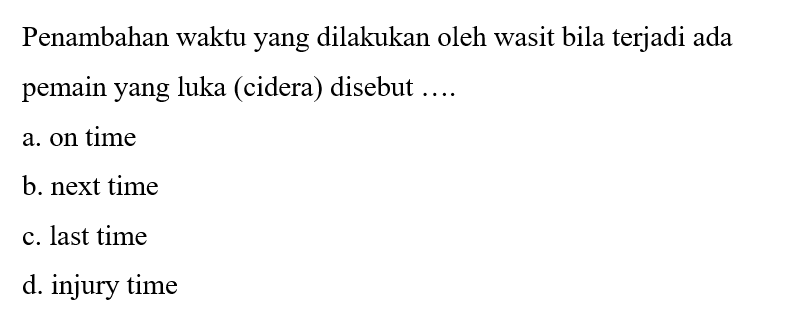 Penambahan waktu yang dilakukan oleh wasit bila terjadi ada
pemain yang luka (cidera) disebut ….
a. on time
b. next time
c. last time
d. injury time